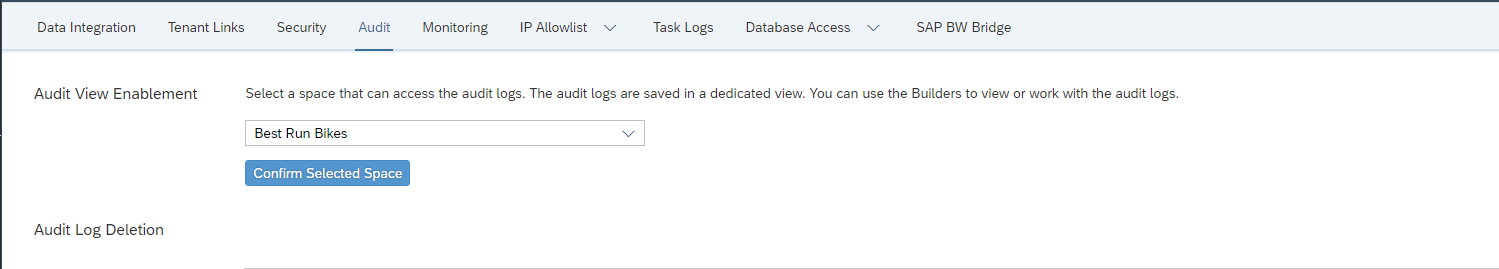 Data Integration Tenant Links Security Audit Monitoring IP Allowlist Task Logs Database Access SAP BW Bridge
Audit View Enablement Select a space that can access the audit logs. The audit logs are saved in a dedicated view. You can use the Builders to view or work with the audit logs.
Best Run Bikes
Confirm Selected Space
Audit Log Deletion